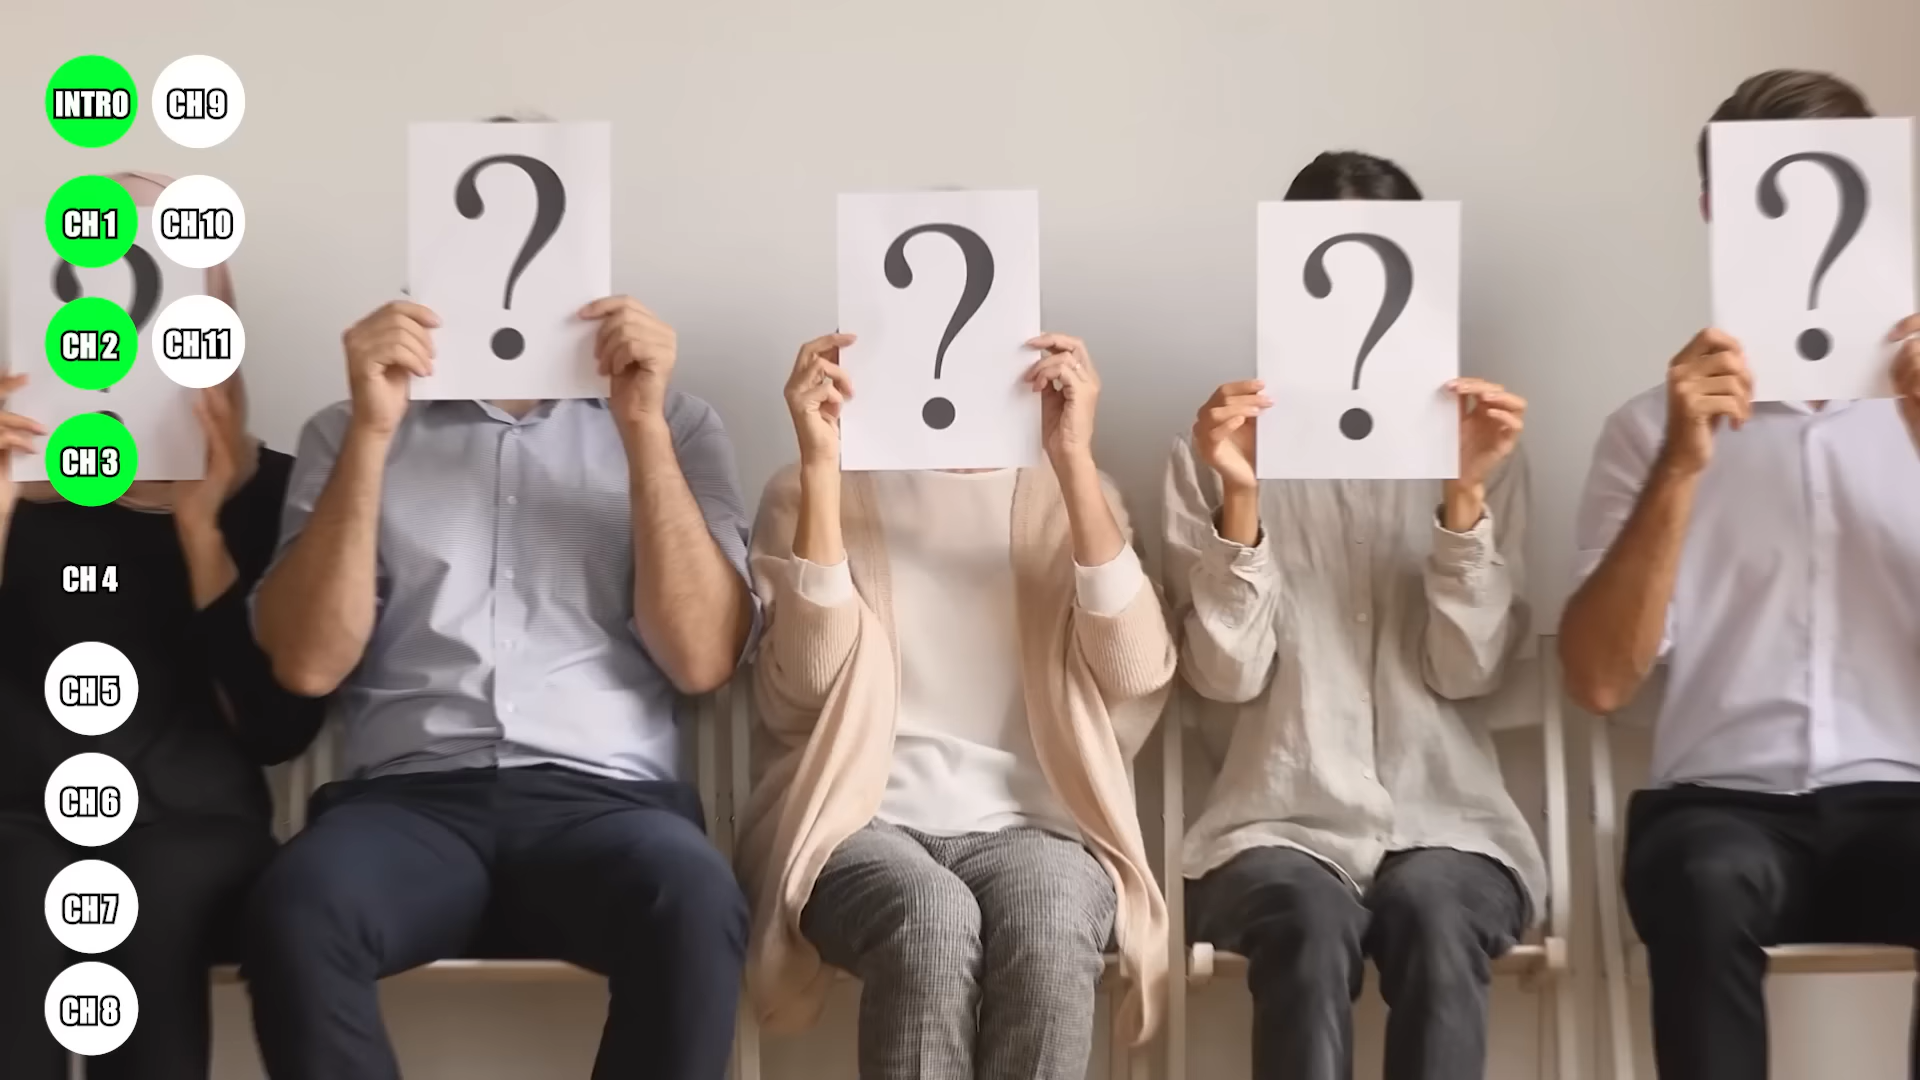 INTRO
CH 1
CH 2
CH 3
CH 4
CH 5
CH 6
CH 7
CH 8
CH 9
CH 10
CH 11
?
?
?
?
?